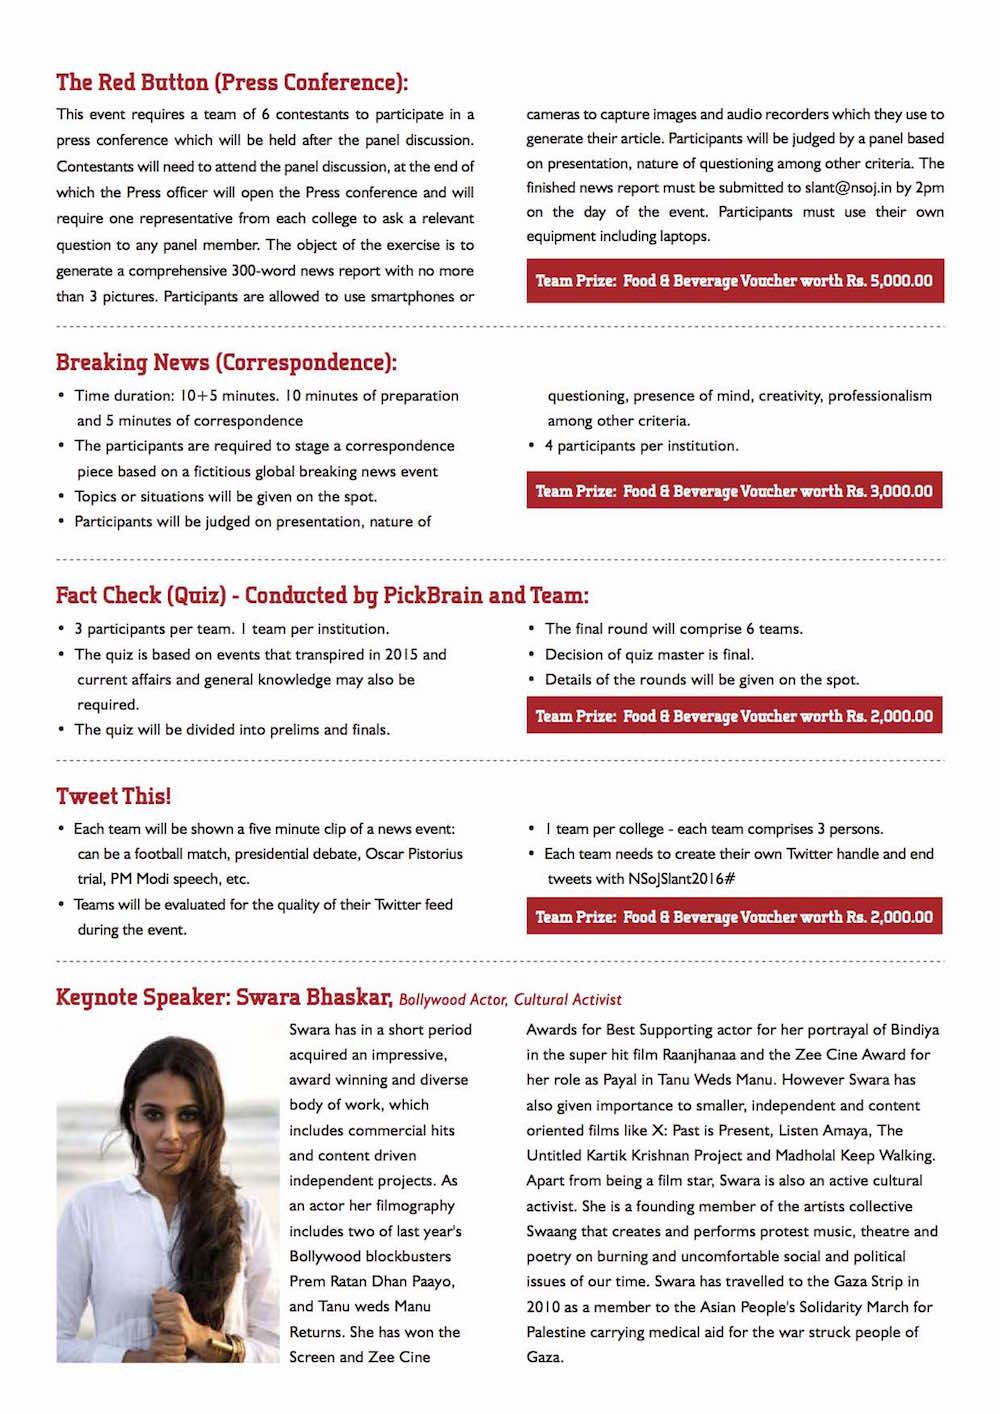 The Red Button (Press Conference):
This event requires a team of 6 contestants to participate in a
press conference which will be held after the panel discussion.
Contestants will need to attend the panel discussion, at the end of
which the Press officer will open the Press conference and will
require one representative from each college to ask a relevant
question to any panel member. The object of the exercise is to
generate a comprehensive 300-word news report with no more
than 3 pictures. Participants are allowed to use smartphones or
cameras to capture images and audio recorders which they use to
generate their article. Participants will be judged by a panel based
on presentation, nature of questioning among other criteria. The
finished news report must be submitted to slant@nsoj.in by 2pm
on the day of the event. Participants must use their own
equipment including laptops.
Team Prize: Food & Beverage Voucher worth Rs. 5,000.00
Breaking News (Correspondence):
• Time duration: 10+5 minutes. 10 minutes of preparation
and 5 minutes of correspondence
• The participants are required to stage a correspondence
piece based on a fictitious global breaking news event
• Topics or situations will be given on the spot.
• Participants will be judged on presentation, nature of
questioning, presence of mind, creativity, professionalism
among other criteria.
• 4 participants per institution.
Team Prize: Food & Beverage Voucher worth Rs. 3,000.00
Fact Check (Quiz) - Conducted by PickBrain and Team:
• 3 participants per team. 1 team per institution.
• The quiz is based on events that transpired in 2015 and
current affairs and general knowledge may also be
required.
• The quiz will be divided into prelims and finals.
• The final round will comprise 6 teams.
• Decision of quiz master is final.
• Details of the rounds will be given on the spot.
Team Prize: Food & Beverage Voucher worth Rs. 2,000.00
Tweet This!
• Each team will be shown a five minute clip of a news event:
can be a football match, presidential debate, Oscar Pistorius
trial, PM Modi speech, etc.
• Teams will be evaluated for the quality of their Twitter feed
during the event.
• 1 team per college - each team comprises 3 persons.
• Each team needs to create their own Twitter handle and end
tweets with NSoJSlant2016#
Team Prize: Food & Beverage Voucher worth Rs. 2,000.00
Keynote Speaker: Swara Bhaskar, Bollywood Actor, Cultural Activist
Swara has in a short period
acquired an impressive,
award winning and diverse
body of work, which
includes commercial hits
and content driven
independent projects. As
an actor her filmography
includes two of last year's
Bollywood blockbusters
Prem Ratan Dhan Paayo,
and Tanu weds Manu
Returns. She has won the
Screen and Zee Cine
Awards for Best Supporting actor for her portrayal of Bindiya
in the super hit film Raanjhanaa and the Zee Cine Award for
her role as Payal in Tanu Weds Manu. However Swara has
also given importance to smaller, independent and content
oriented films like X: Past is Present, Listen Amaya, The
Untitled Kartik Krishnan Project and Madholal Keep Walking.
Apart from being a film star, Swara is also an active cultural
activist. She is a founding member of the artists collective
Swaang that creates and performs protest music, theatre and
poetry on burning and uncomfortable social and political
issues of our time. Swara has travelled to the Gaza Strip in
2010 as a member to the Asian People's Solidarity March for
Palestine carrying medical aid for the war struck people of
Gaza.